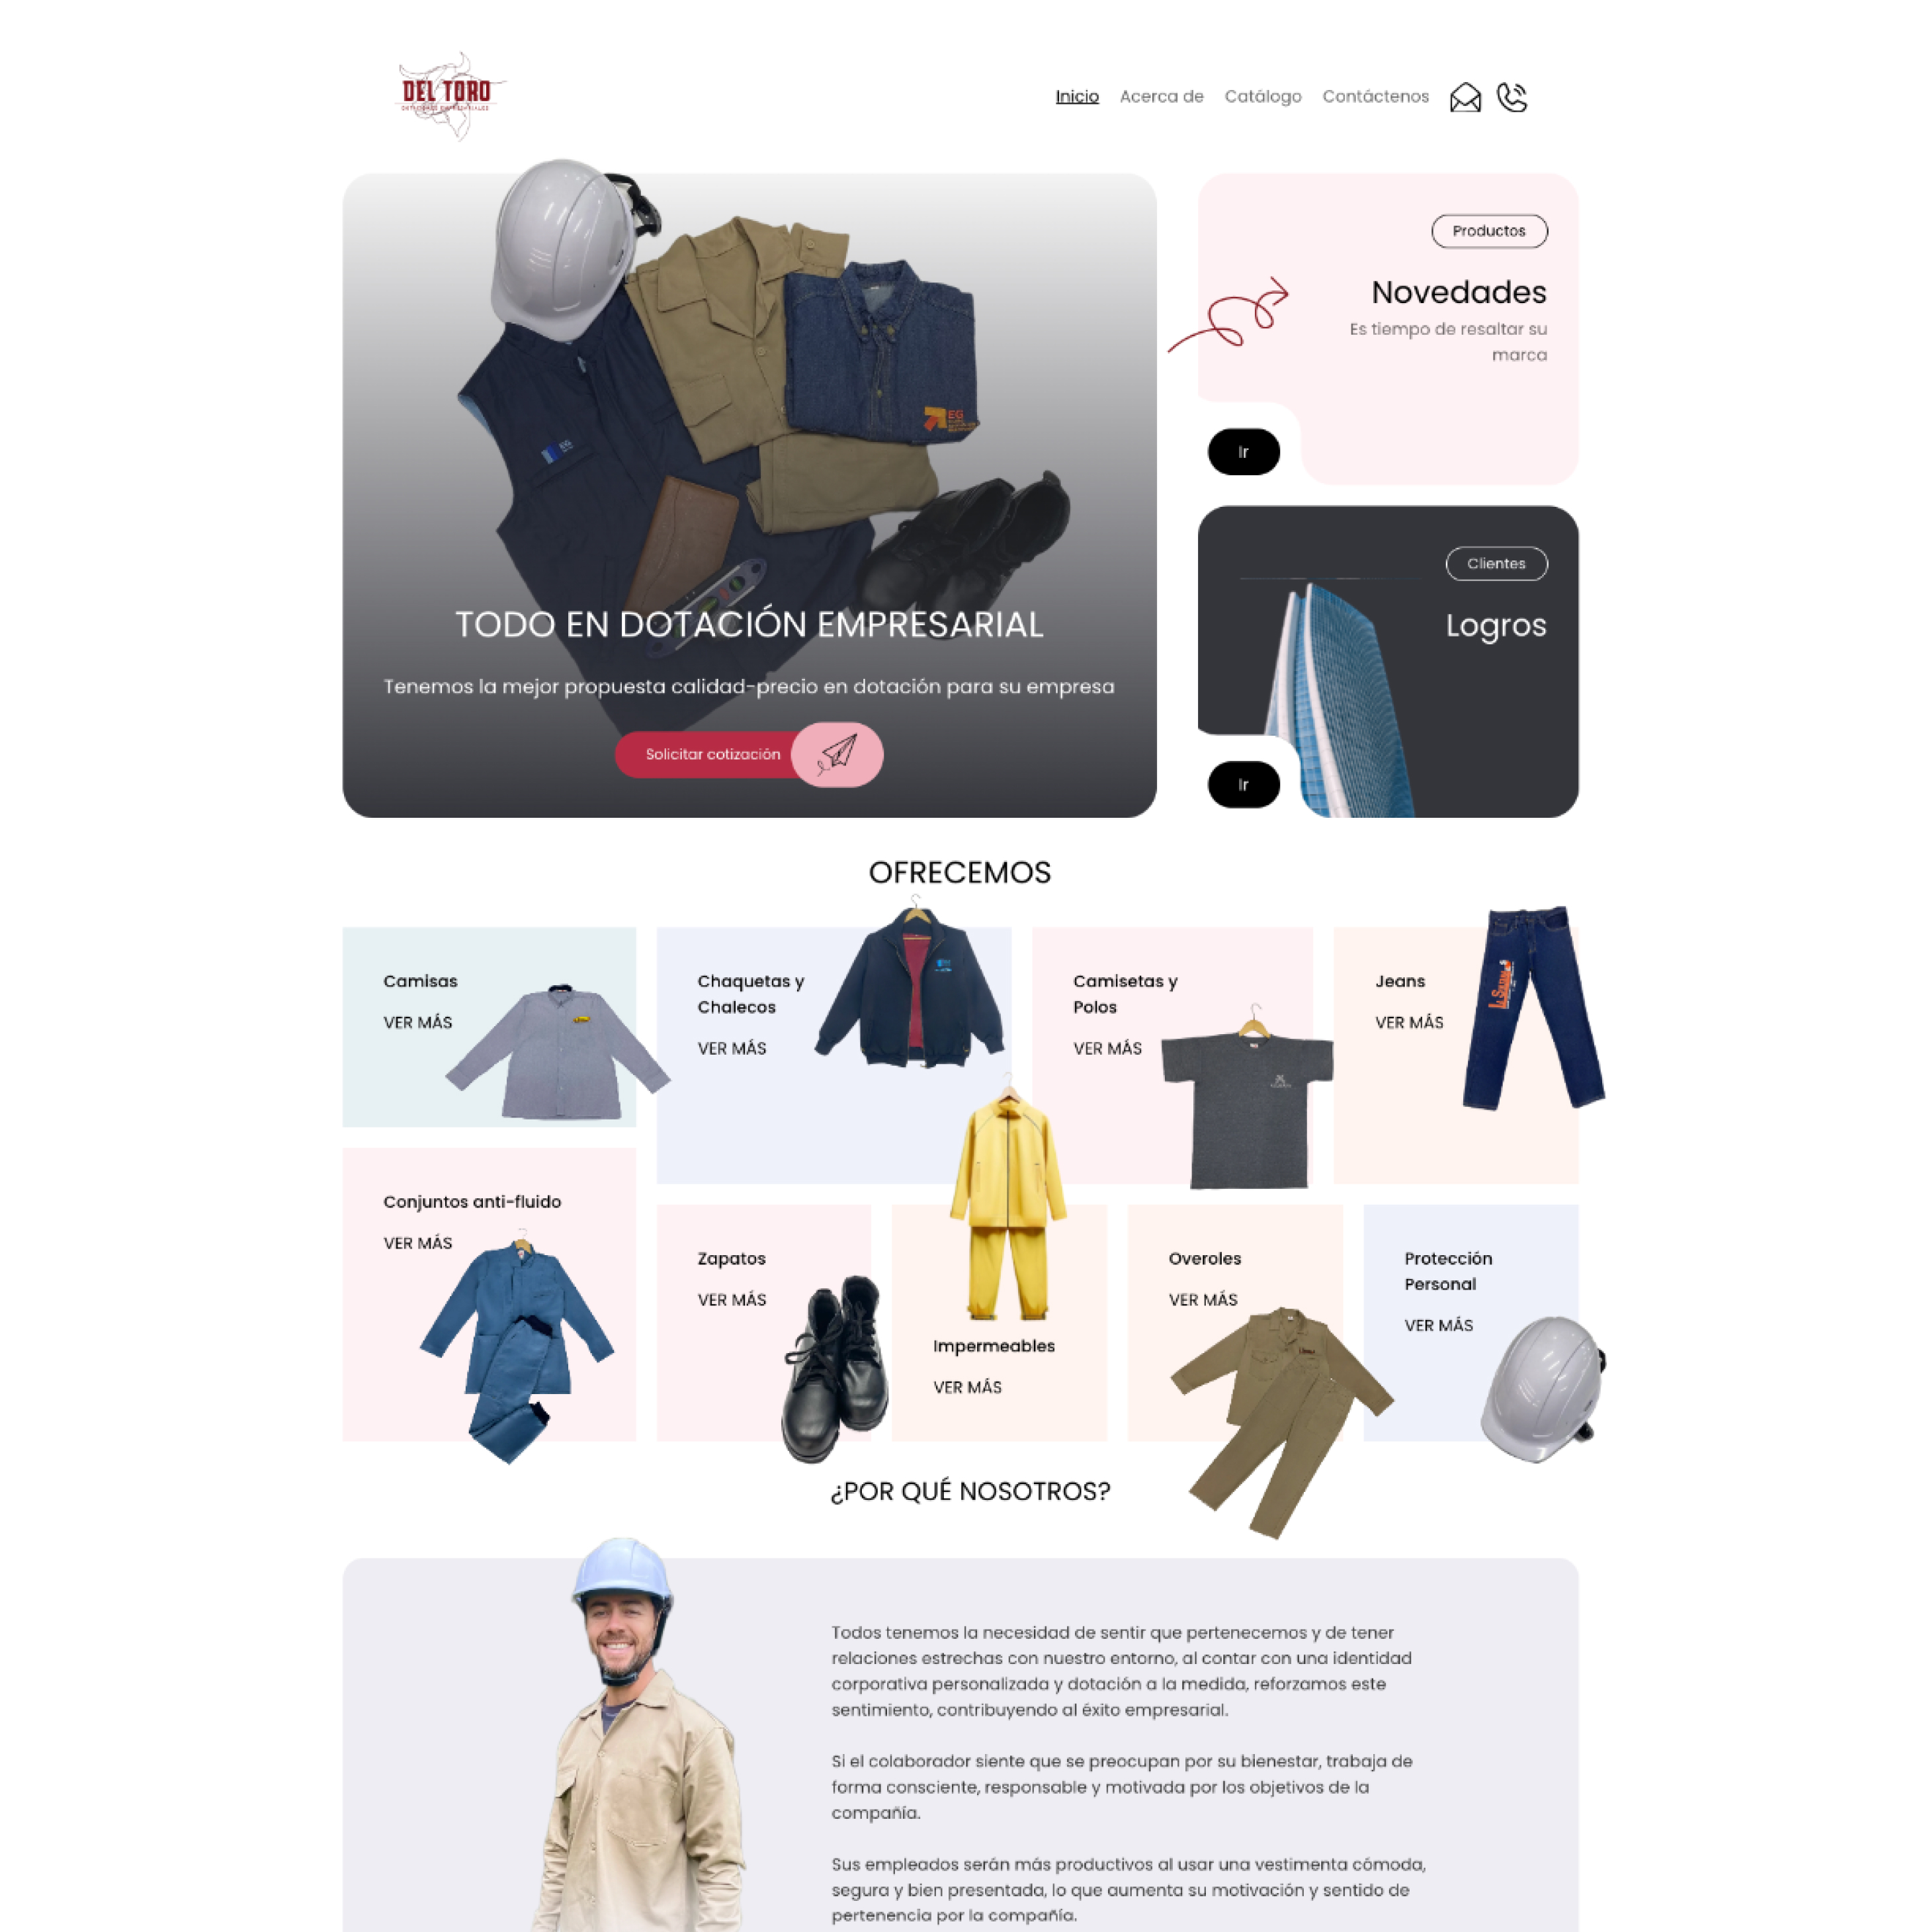 DEL TORO
Inicio
Acerca de
Catálogo
Contáctenos
TODO EN DOTACIÓN EMPRESARIAL
Tenemos la mejor propuesta calidad-precio en dotación para su empresa
Solicitar cotización
EG
Productos
Novedades
Es tiempo de resaltar su
marca
Ir
Clientes
Logros
Ir
OFRECEMOS
Camisas
VER MÁS
Chaquetas y
Chalecos
VER MÁS
Camisetas y
Polos
VER MÁS
Jeans
VER MÁS
Conjuntos anti-fluido
VER MÁS
Zapatos
VER MÁS
Impermeables
VER MÁS
Overoles
VER MÁS
Protección
Personal
VER MÁS
¿POR QUÉ NOSOTROS?
Todos tenemos la necesidad de sentir que pertenecemos y de tener
relaciones estrechas con nuestro entorno, al contar con una identidad
corporativa personalizada y dotación a la medida, reforzamos este
sentimiento, contribuyendo al éxito empresarial.
Si el colaborador siente que se preocupan por su bienestar, trabaja de
forma consciente, responsable y motivada por los objetivos de la
compañía.
Sus empleados serán más productivos al usar una vestimenta cómoda,
segura y bien presentada, lo que aumenta su motivación y sentido de
pertenencia por la compañía.